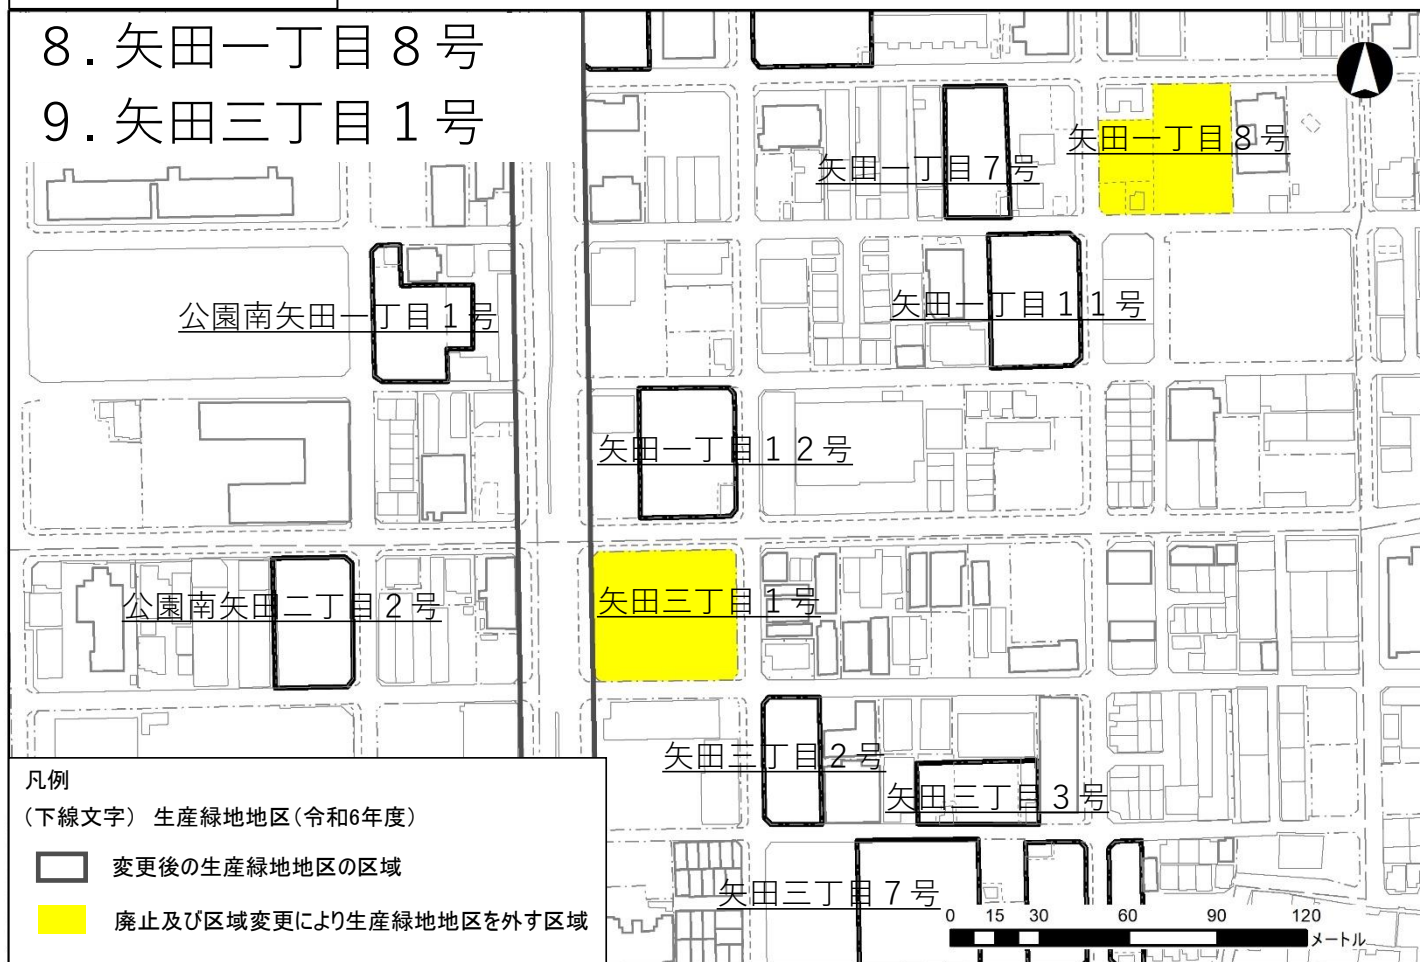 8．矢田一丁目８号
9．矢田三丁目１号
矢田一丁目８号
矢田一丁目７号
公園南矢田一丁目１号
矢田一丁目１１号
矢田一丁目１２号
公園南矢田二丁目２号
矢田三丁目１号
矢田三丁目２号
矢田三丁目３号
矢田三丁目７号
凡例
（下線文字） 生産緑地地区（令和6年度）
変更後の生産緑地地区の区域
廃止及び区域変更により生産緑地地区を外す区域
0 15 30 60 90 120
メートル